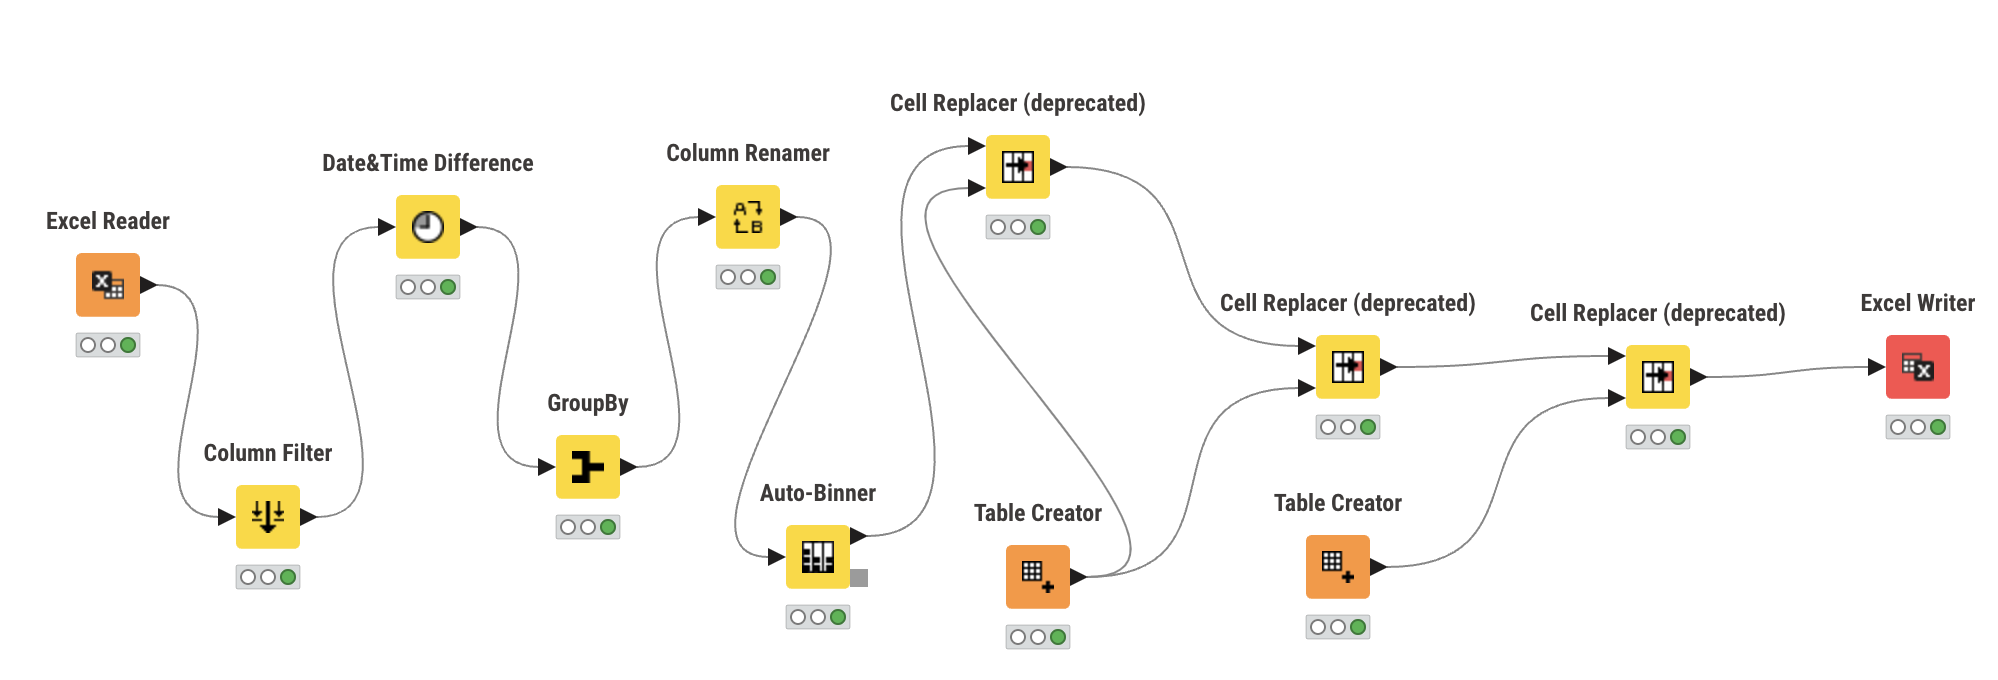 Excel Reader
Column Filter
Date&Time Difference
GroupBy
Column Renamer
Auto-Binner
Cell Replacer (deprecated)
Table Creator
Cell Replacer (deprecated)
Table Creator
Cell Replacer (deprecated)
Excel Writer